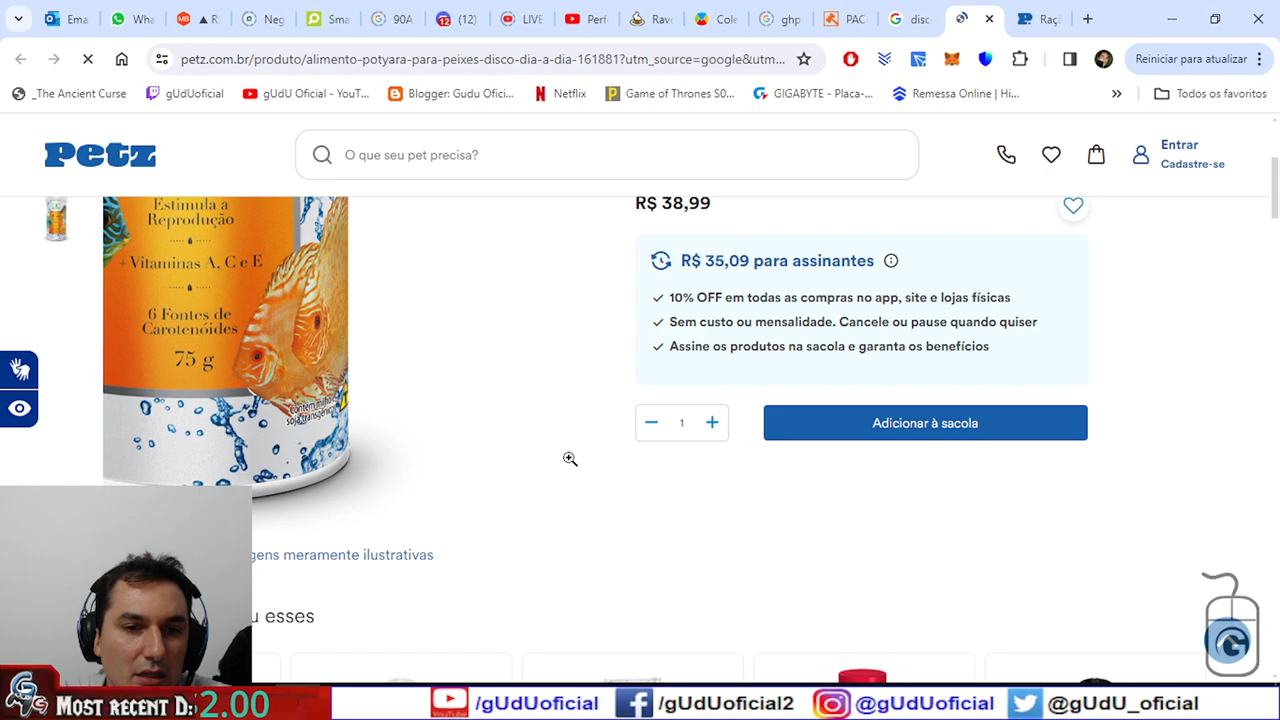 Ema
Wha
▲ R
Neg
Sma
90A
(12)
LIVE
Perf
Rave
Cole
ghp
PAC
disc
Raçã
petz.com.br/produto/alimento-potyara-para-peixes-disco-dia-a-dia-161881?utm_source=google&utm...
Reiniciar para atualizar
_The Ancient Curse
gUdUoficial
gUdU Oficial - YouT...
Blogger: Gudu Ofici...
Netflix
Game of Thrones S0...
GIGABYTE - Placa-...
Remessa Online | Hi...
»
Todos os favoritos
Petz
O que seu pet precisa?
Entrar
Cadastre-se
Estimula a
Reprodução
+ Vitaminas A, C e E
6 Fontes de
Carotenóides
75 g
Contém milho
soja transgênic
R$ 38,99
R$ 35,09 para assinantes
10% OFF em todas as compras no app, site e lojas físicas
Sem custo ou mensalidade. Cancele ou pause quando quiser
Assine os produtos na sacola e garanta os benefícios
1
Adicionar à sacola
gens meramente ilustrativas
u esses
Most recent D: 2.00
/gUdUoficial
/gUdUoficial2
@gUdUoficial
@gUdU_oficial